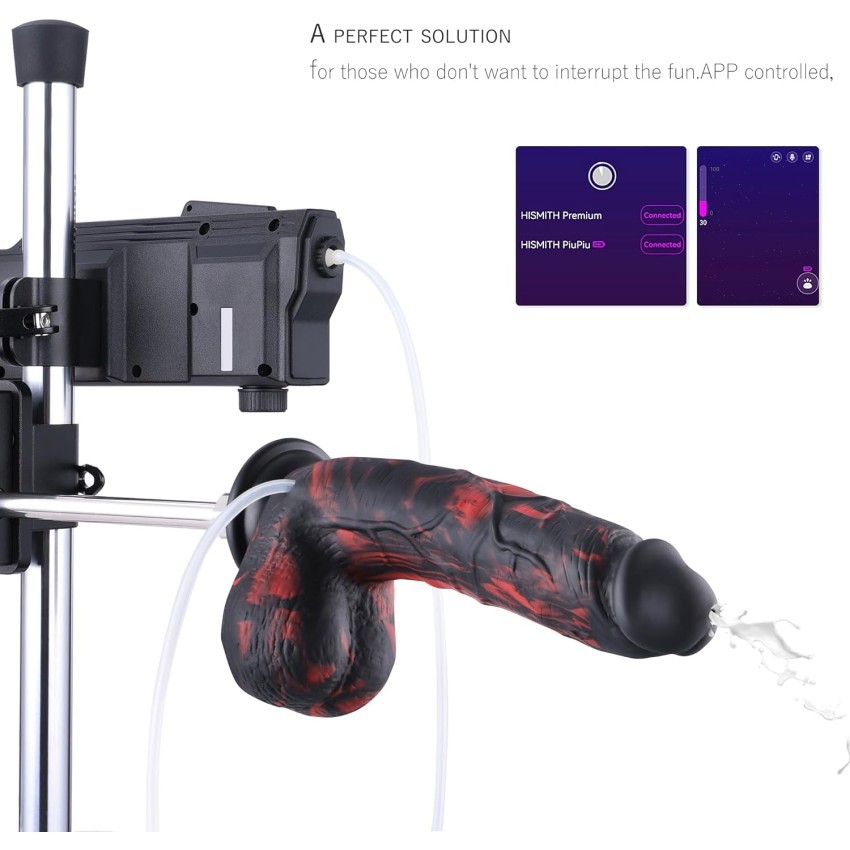 A PERFECT SOLUTION
for those who don't want to interrupt the fun.APP controlled,
HISMITH Premium Connected
HISMITH PiuPiu Connected
100
0
30